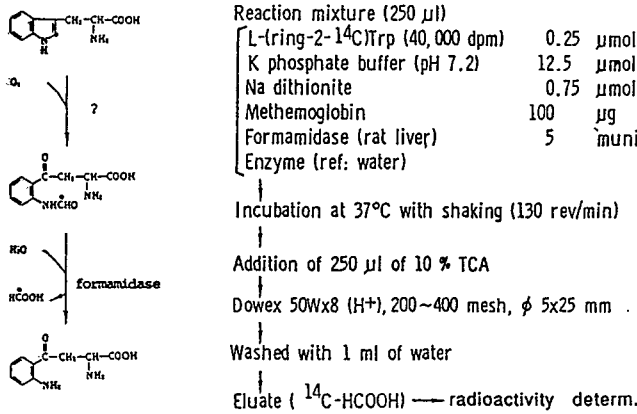 CH₂-CH-COOH
NH₂
N
H
O₂
?
O
C-CH₂-CH-COOH
NH₂
NHCHO
H₂O
formamidase
HCOOH
O
C-CH₂-CH-COOH
NH₂
NH₂
Reaction mixture (250 µl)
L-(ring-2-¹⁴C)Trp (40,000 dpm) 0.25 µmol
K phosphate buffer (pH 7.2) 12.5 µmol
Na dithionite 0.75 µmol
Methemoglobin 100 µg
Formamidase (rat liver) 5 muni
Enzyme (ref: water)
Incubation at 37°C with shaking (130 rev/min)
Addition of 250 µl of 10 % TCA
Dowex 50Wx8 (H+), 200~400 mesh, ϕ 5x25 mm .
Washed with 1 ml of water
Eluate ( ¹⁴C-HCOOH) → radioactivity determ.